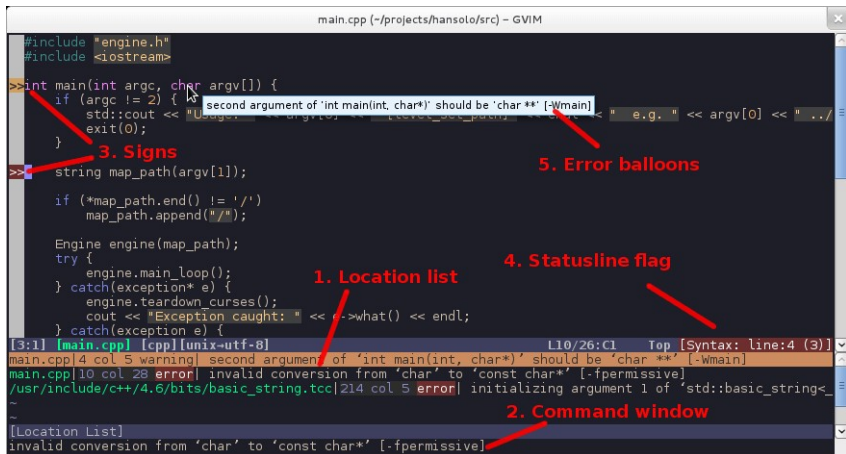 main.cpp (~/projects/hansolo/src) – GVIM
#include "engine.h"
#include <iostream>
>>int main(int argc, char argv[]) {
if (argc != 2) {
second argument of 'int main(int, char*)' should be 'char **' [-Wmain]
std::cout << "Usage: " << argv[0] << " << " e.g. " << argv[0] << " ../
exit(0);
}
3. Signs
5. Error balloons
>> string map_path(argv[1]);
if (*map_path.end() != '/')
map_path.append("/");
Engine engine(map_path);
try {
4. Statusline flag
engine.main_loop();
1. Location list
} catch(exception* e) {
engine.teardown_curses();
cout << "Exception caught: " << e->what() << endl;
} catch(exception e) {
[3:1] [main.cpp] [cpp][unix→utf-8] L10/26:C1 Top [Syntax: line:4 (3)]
main.cpp|4 col 5 warning| second argument of ‘int main(int, char*)’ should be ‘char **’ [-Wmain]
main.cpp|10 col 28 error| invalid conversion from ‘char’ to ‘const char*’ [-fpermissive]
/usr/include/c++/4.6/bits/basic_string.tcc|214 col 5 error| initializing argument 1 of ‘std::basic_string<_
~
~
2. Command window
[Location List]
invalid conversion from ‘char’ to ‘const char*’ [-fpermissive]